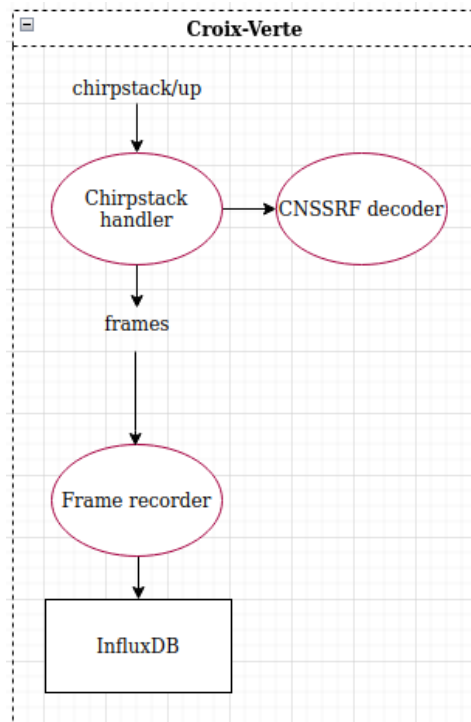 Croix-Verte
chirpstack/up
Chirpstack
handler
CNSSRF decoder
frames
Frame recorder
InfluxDB